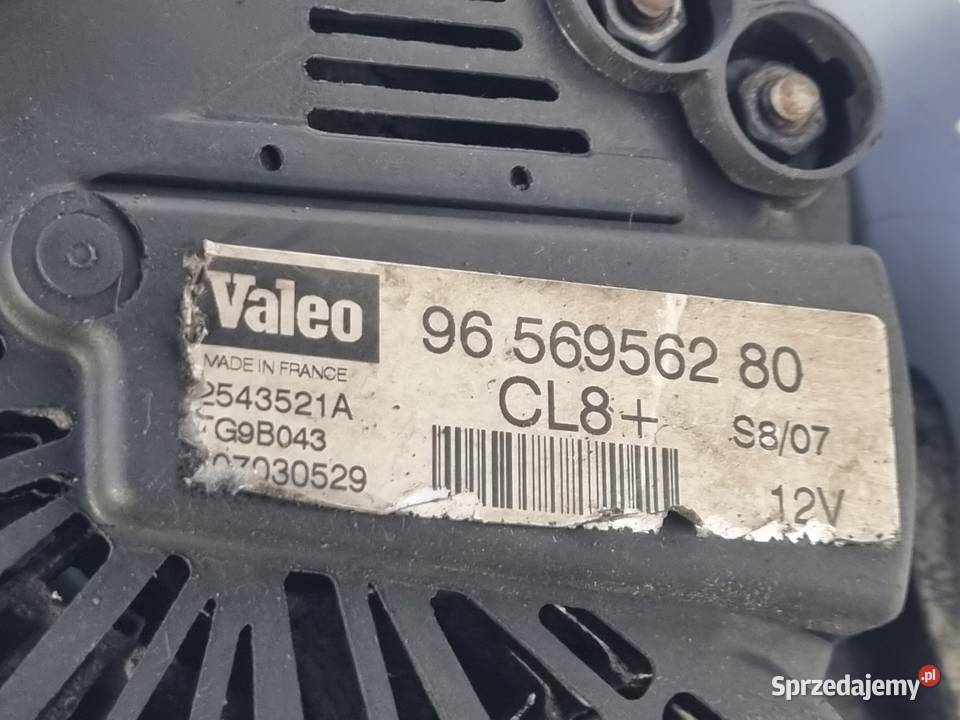 Valeo
MADE IN FRANCE
2543521A
G9B043
07030529
96 569562 80
CL8+
S8/07
12V
Sprzedajemy.pl